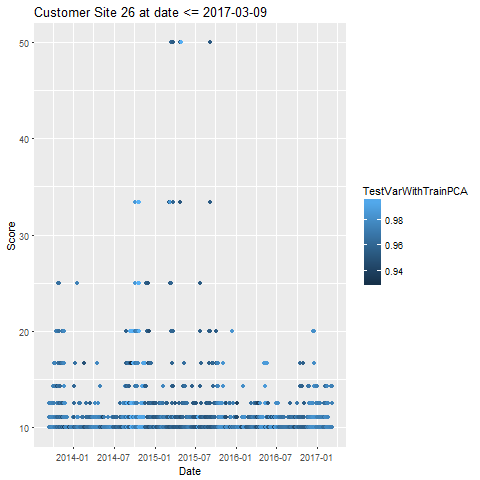 Customer Site 26 at date <= 2017-03-09
50
40
30
20
10
Score
2014-01 2014-07 2015-01 2015-07 2016-01 2016-07 2017-01
Date
TestVarWithTrainPCA
0.98
0.96
0.94